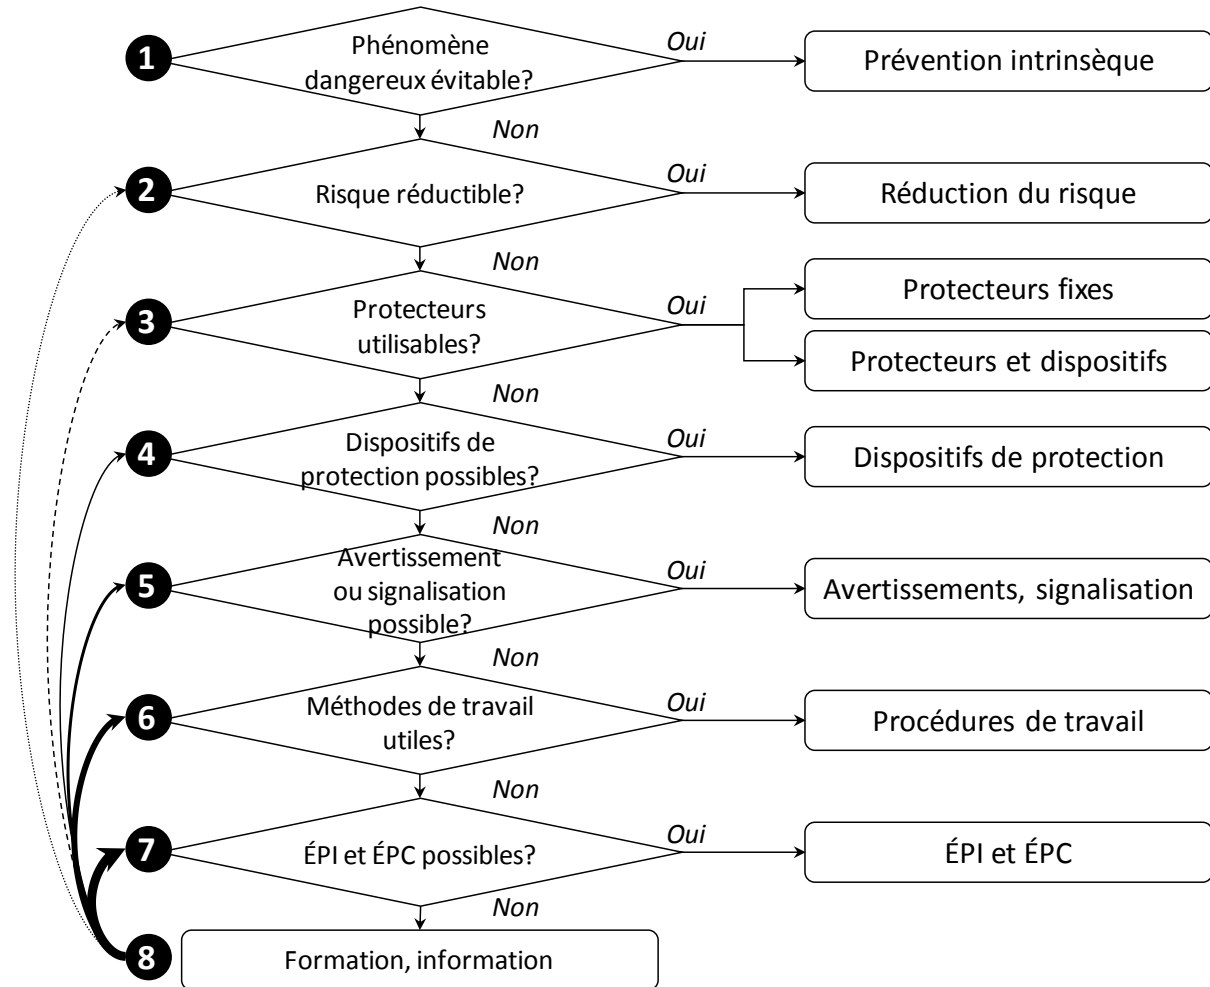 1
Phénomène
dangereux évitable?
Oui
Prévention intrinsèque
Non
2
Risque réductible?
Oui
Réduction du risque
Non
3
Protecteurs
utilisables?
Oui
Protecteurs fixes
Protecteurs et dispositifs
Non
4
Dispositifs de
protection possibles?
Oui
Dispositifs de protection
Non
5
Avertissement
ou signalisation
possible?
Oui
Avertissements, signalisation
Non
6
Méthodes de travail
utiles?
Oui
Procédures de travail
Non
7
ÉPI et ÉPC possibles?
Oui
ÉPI et ÉPC
Non
8
Formation, information